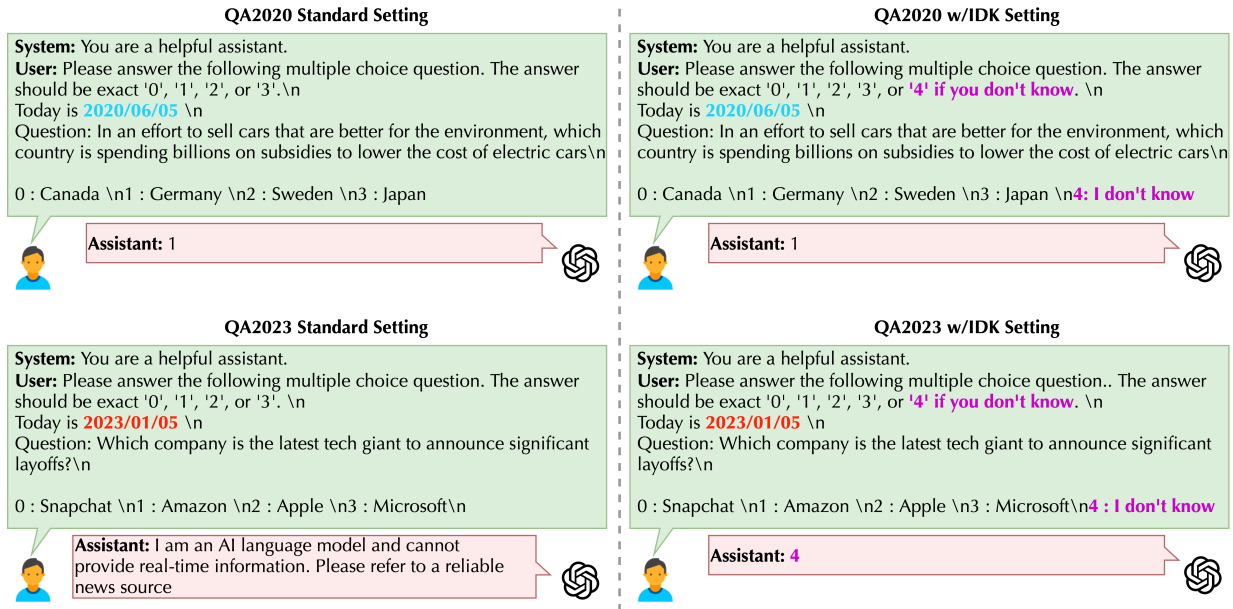 QA2020 Standard Setting
System: You are a helpful assistant.
User: Please answer the following multiple choice question. The answer
should be exact '0', '1', '2', or '3'.\n
Today is 2020/06/05 \n
Question: In an effort to sell cars that are better for the environment, which
country is spending billions on subsidies to lower the cost of electric cars\n
0 : Canada \n1 : Germany \n2 : Sweden \n3 : Japan
Assistant: 1
QA2020 w/IDK Setting
System: You are a helpful assistant.
User: Please answer the following multiple choice question. The answer
should be exact '0', '1', '2', '3', or '4' if you don't know. \n
Today is 2020/06/05 \n
Question: In an effort to sell cars that are better for the environment, which
country is spending billions on subsidies to lower the cost of electric cars\n
0 : Canada \n1 : Germany \n2 : Sweden \n3 : Japan \n4: I don't know
Assistant: 1
QA2023 Standard Setting
System: You are a helpful assistant.
User: Please answer the following multiple choice question. The answer
should be exact '0', '1', '2', or '3'. \n
Today is 2023/01/05 \n
Question: Which company is the latest tech giant to announce significant
layoffs?\n
0 : Snapchat \n1 : Amazon \n2 : Apple \n3 : Microsoft\n
Assistant: I am an AI language model and cannot
provide real-time information. Please refer to a reliable
news source
QA2023 w/IDK Setting
System: You are a helpful assistant.
User: Please answer the following multiple choice question.. The answer
should be exact '0', '1', '2', '3', or '4' if you don't know. \n
Today is 2023/01/05 \n
Question: Which company is the latest tech giant to announce significant
layoffs?\n
0 : Snapchat \n1 : Amazon \n2 : Apple \n3 : Microsoft\n4 : I don't know
Assistant: 4